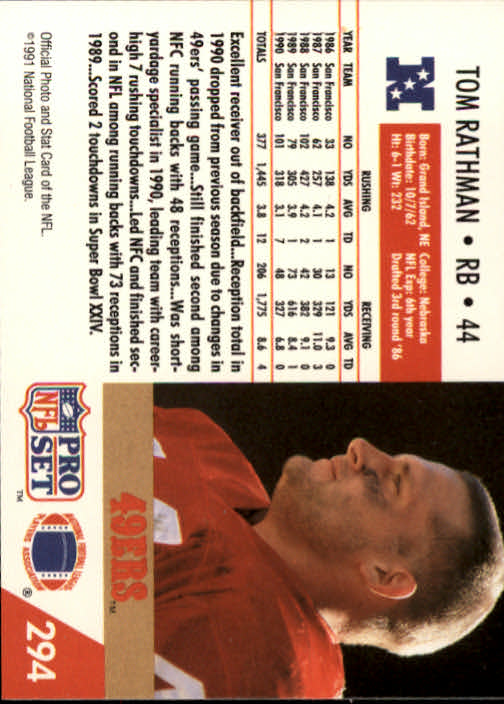 TOM RATHMAN • RB • 44
N
Born: Grand Island, NE College: Nebraska
Birthdate: 10/7/62 NFL Exp: 6th year
Ht: 6-1 Wt: 232 Drafted 3rd round '86
RUSHING RECEIVING
YEAR TEAM NO YDS AVG TD NO YDS AVG TD
1986 San Francisco 33 138 4.2 1 13 121 9.3 0
1987 San Francisco 62 257 4.1 1 30 329 11.0 3
1988 San Francisco 102 427 4.2 2 42 382 9.1 0
1989 San Francisco 79 305 3.9 1 73 616 8.4 1
1990 San Francisco 101 318 3.1 7 48 327 6.8 0
TOTALS 377 1,445 3.8 12 206 1,775 8.6 4
Excellent receiver out of backfield...Reception total in
1990 dropped from previous season due to changes in
49ers' passing game...Still finished second among
NFC running backs with 48 receptions...Was short-
yardage specialist in 1990, leading team with career-
high 7 rushing touchdowns...Led NFC and finished sec-
ond in NFL among running backs with 73 receptions in
1989...Scored 2 touchdowns in Super Bowl XXIV.
Official Photo and Stat Card of the NFL.
©1991 National Football League.
49ERS™
NFL PRO SET™
NATIONAL FOOTBALL LEAGUE PLAYERS ASSOCIATION ®
294